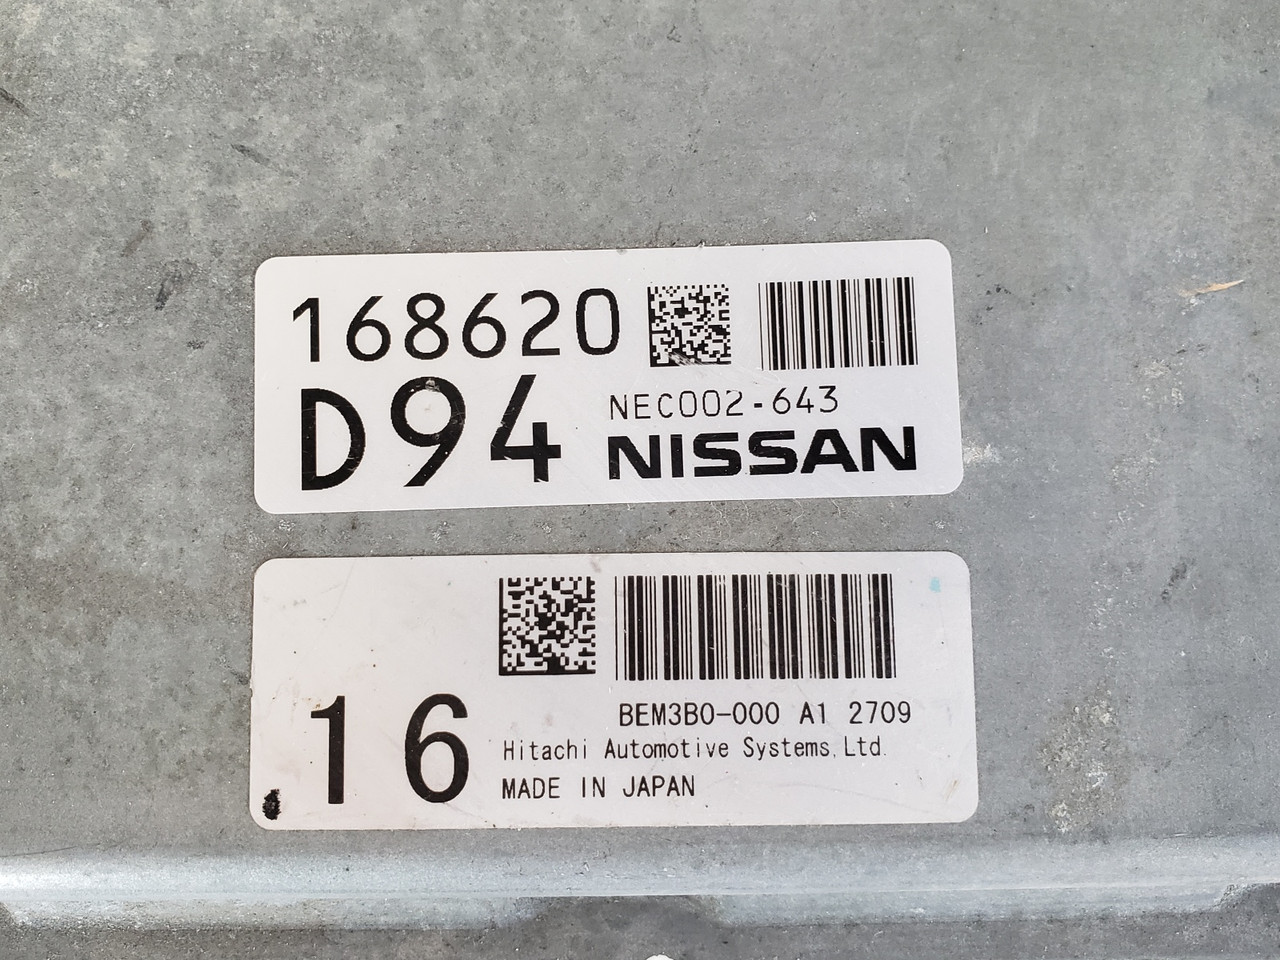 168620
D94
NEC002-643
NISSAN
16
BEM3B0-000 A1 2709
Hitachi Automotive Systems,Ltd.
MADE IN JAPAN